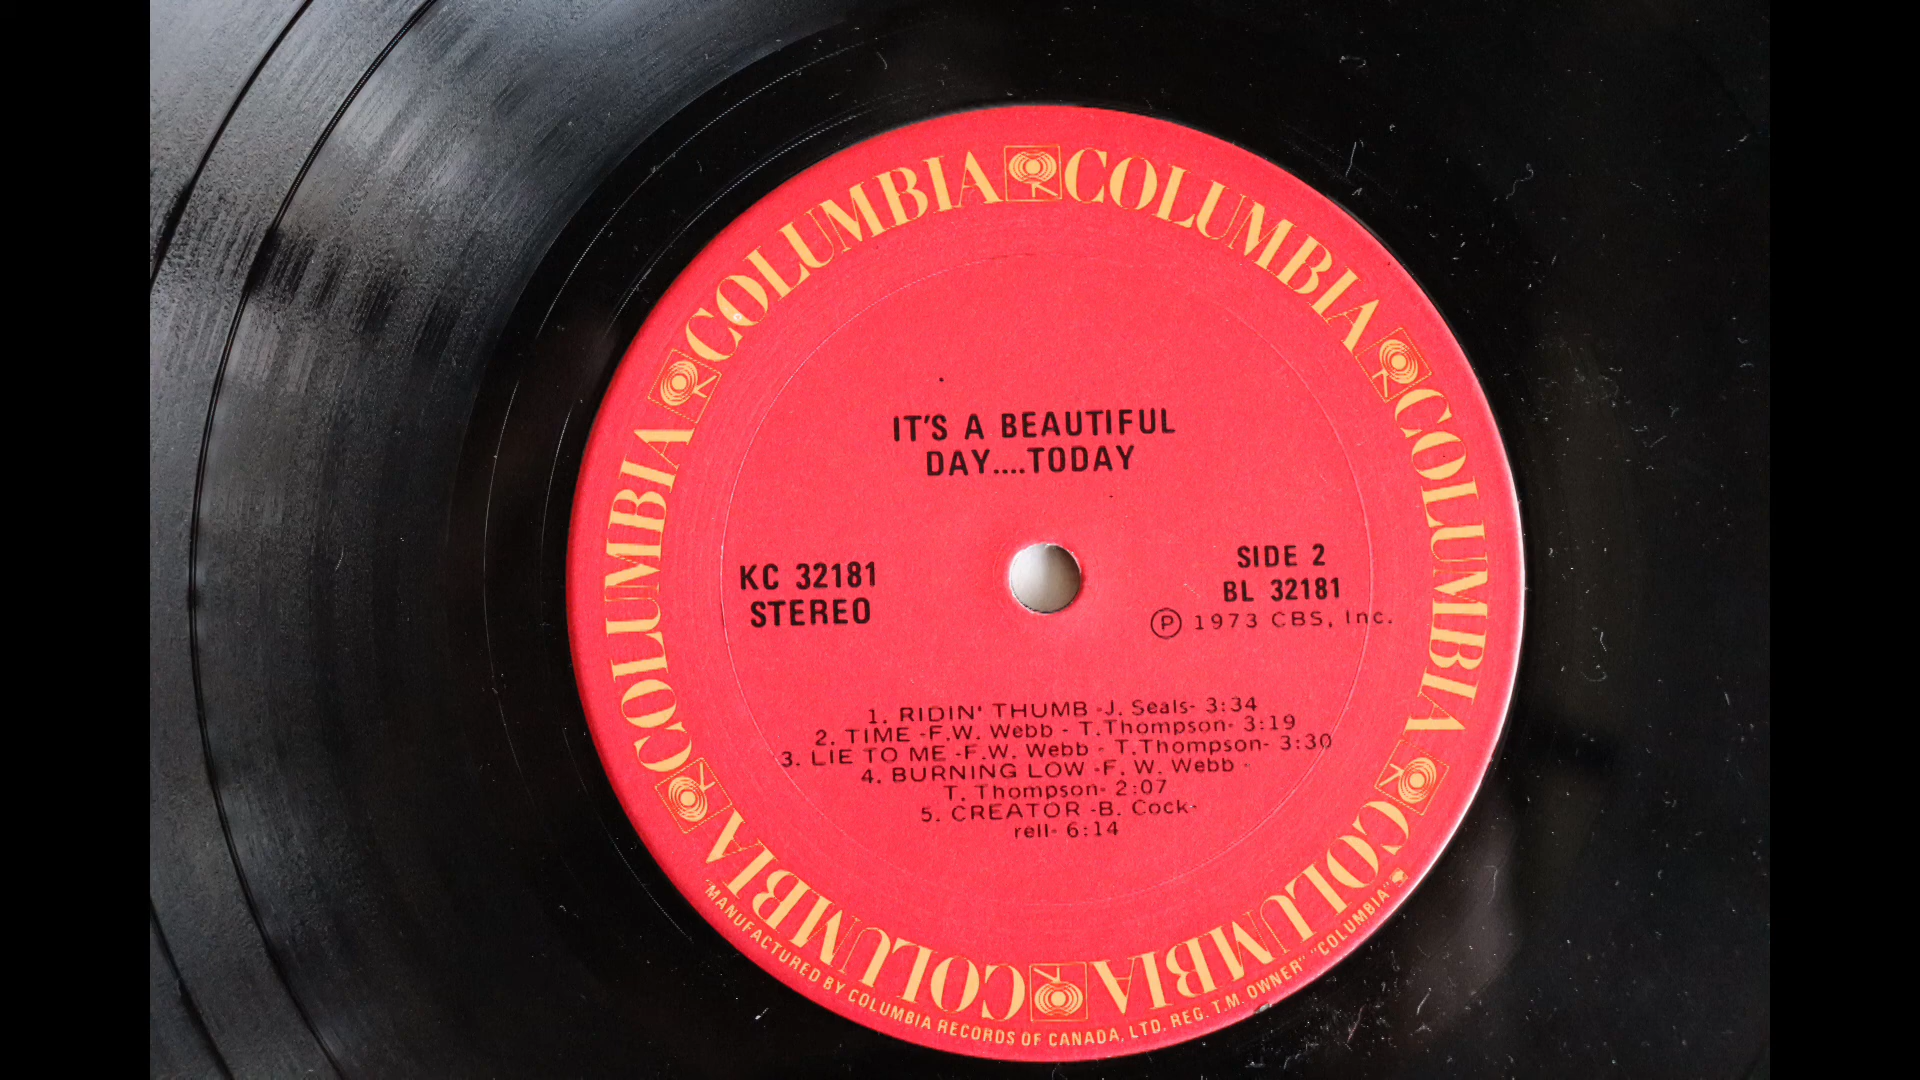 COLUMBIA COLUMBIA COLUMBIA COLUMBIA COLUMBIA COLUMBIA
IT'S A BEAUTIFUL
DAY....TODAY
KC 32181
STEREO
SIDE 2
BL 32181
Ⓟ 1973 CBS, Inc.
1. RIDIN' THUMB -J. Seals- 3:34
2. TIME -F.W. Webb - T.Thompson- 3:19
3. LIE TO ME -F.W. Webb - T.Thompson- 3:30
4. BURNING LOW -F. W. Webb -
T. Thompson- 2:07
5. CREATOR -B. Cock-
rell- 6:14
"MANUFACTURED BY COLUMBIA RECORDS OF CANADA, LTD. REG. T.M. OWNER" "COLUMBIA",